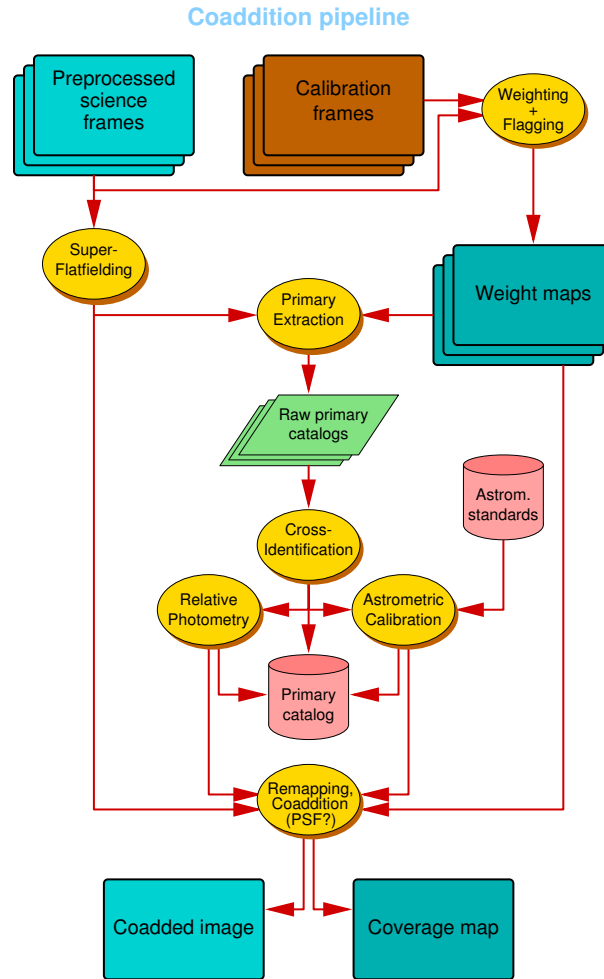 Coaddition pipeline
Preprocessed
science
frames
Calibration
frames
Weighting
+
Flagging
Super-
Flatfielding
Primary
Extraction
Weight maps
Raw primary
catalogs
Astrom.
standards
Cross-
Identification
Relative
Photometry
Astrometric
Calibration
Primary
catalog
Remapping,
Coaddition
(PSF?)
Coadded image
Coverage map